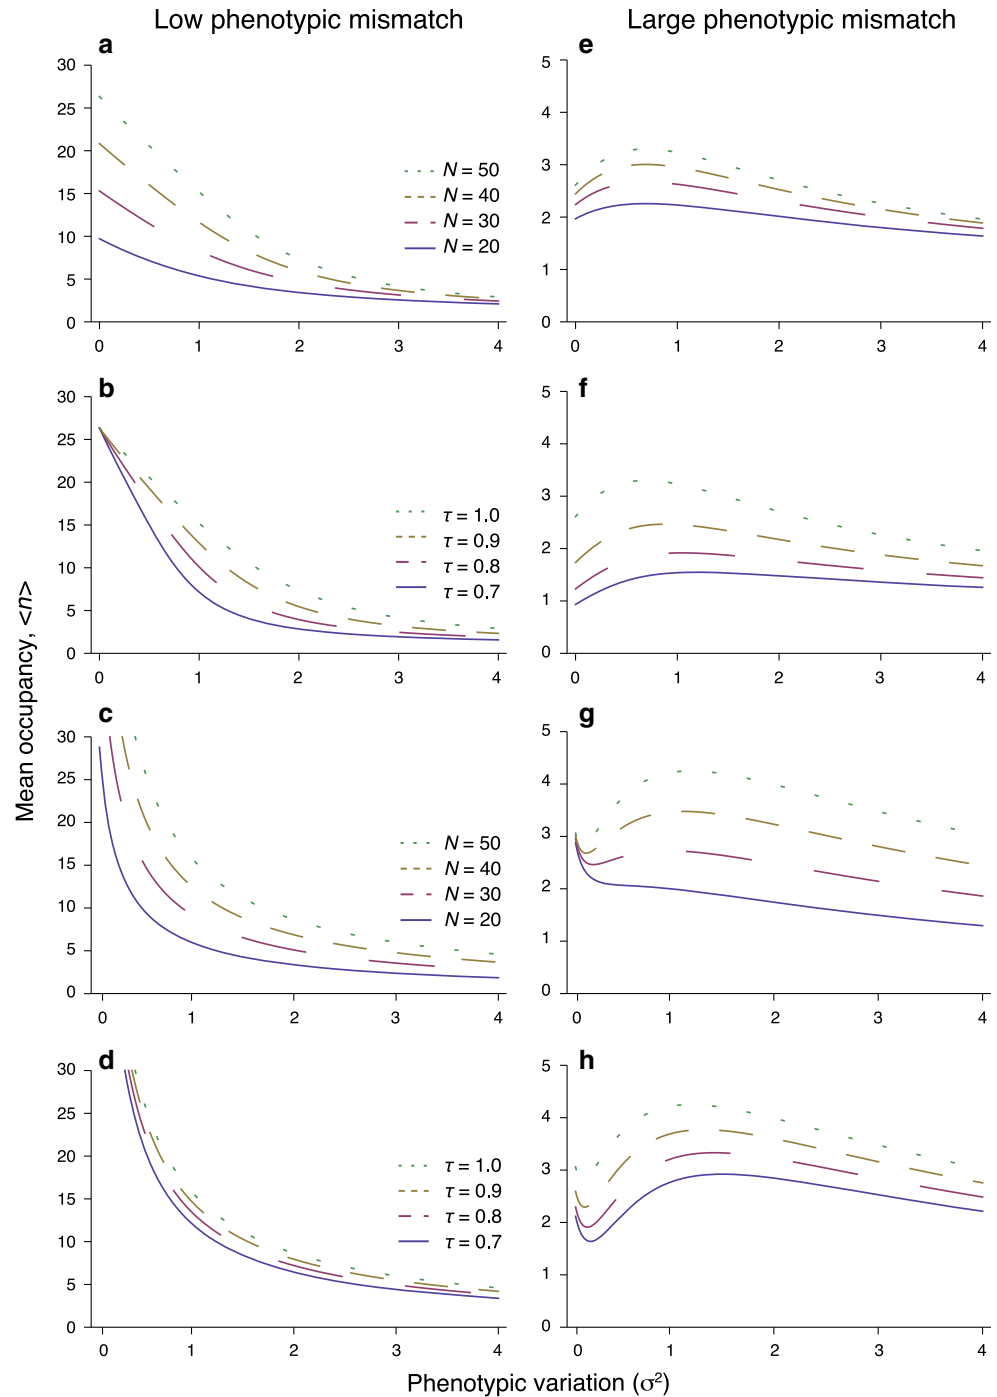 Low phenotypic mismatch
Large phenotypic mismatch
a
30
25
20
15
10
5
0
0 1 2 3 4
N = 50
N = 40
N = 30
N = 20
e
5
4
3
2
1
0
0 1 2 3 4
b
30
25
20
15
10
5
0
0 1 2 3 4
τ = 1.0
τ = 0.9
τ = 0.8
τ = 0.7
f
5
4
3
2
1
0
0 1 2 3 4
c
30
25
20
15
10
5
0
0 1 2 3 4
N = 50
N = 40
N = 30
N = 20
g
5
4
3
2
1
0
0 1 2 3 4
d
30
25
20
15
10
5
0
0 1 2 3 4
τ = 1.0
τ = 0.9
τ = 0.8
τ = 0.7
h
5
4
3
2
1
0
0 1 2 3 4
Mean occupancy, <n>
Phenotypic variation (σ²)